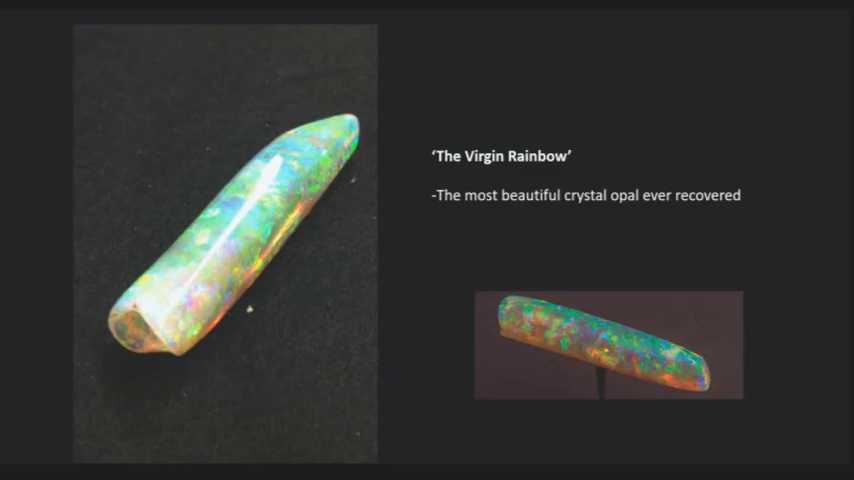 ‘The Virgin Rainbow’
-The most beautiful crystal opal ever recovered